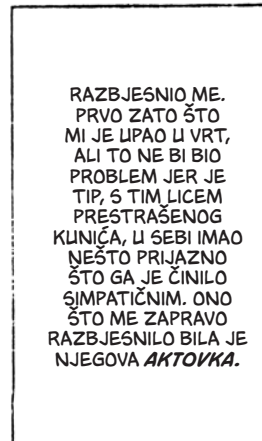 RAZBJESNIO ME.
PRVO ZATO ŠTO
MI JE UPAO U VRT,
ALI TO NE BI BIO
PROBLEM JER JE
TIP, S TIM LICEM
PRESTRAŠENOG
KUNIĆA, U SEBI IMAO
NEŠTO PRIJAZNO
ŠTO GA JE ČINILO
SIMPATIČNIM. ONO
ŠTO ME ZAPRAVO
RAZBJESNILO BILA JE
NJEGOVA AKTOVKA.